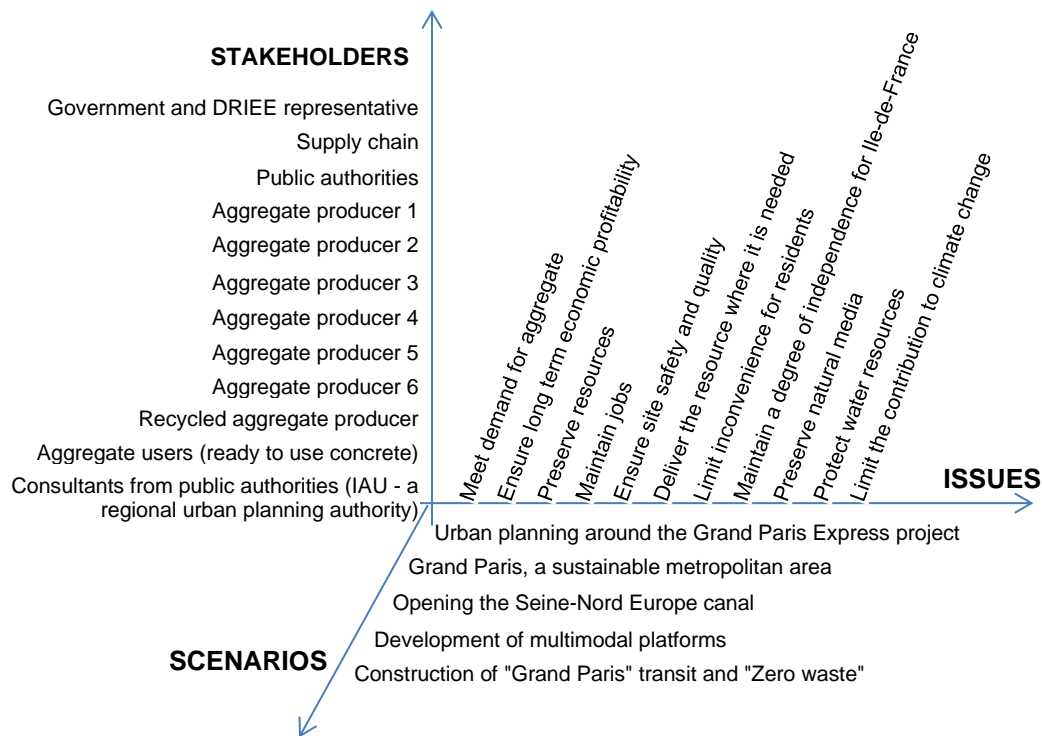 STAKEHOLDERS
Government and DRIEE representative
Supply chain
Public authorities
Aggregate producer 1
Aggregate producer 2
Aggregate producer 3
Aggregate producer 4
Aggregate producer 5
Aggregate producer 6
Recycled aggregate producer
Aggregate users (ready to use concrete)
Consultants from public authorities (IAU - a
regional urban planning authority)
Meet demand for aggregate
Ensure long term economic profitability
Preserve resources
Maintain jobs
Ensure site safety and quality
Deliver the resource where it is needed
Limit inconvenience for residents
Maintain a degree of independence for Ile-de-France
Preserve natural media
Protect water resources
Limit the contribution to climate change
ISSUES
Urban planning around the Grand Paris Express project
Grand Paris, a sustainable metropolitan area
Opening the Seine-Nord Europe canal
Development of multimodal platforms
Construction of "Grand Paris" transit and "Zero waste"
SCENARIOS